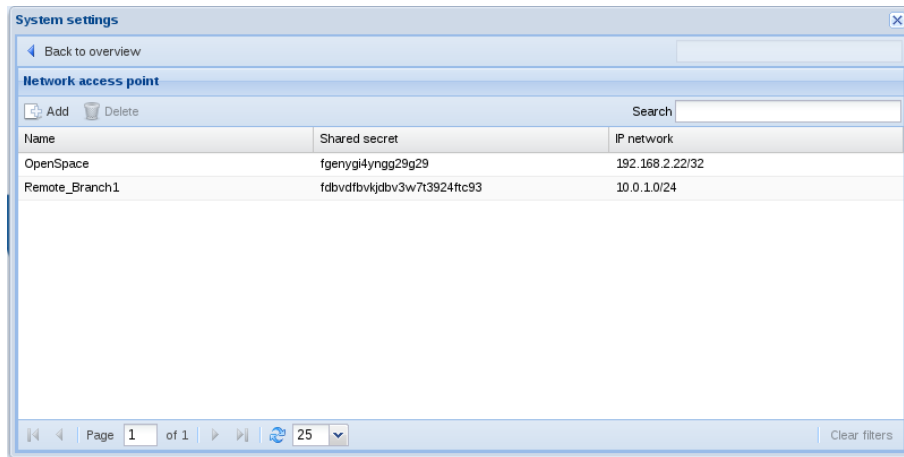 System settings
Back to overview
Network access point
Add Delete Search
Name Shared secret IP network
OpenSpace fgenygi4yngg29g29 192.168.2.22/32
Remote_Branch1 fdbvdfbvkjdbv3w7t3924ftc93 10.0.1.0/24
Page 1 of 1 25 Clear filters